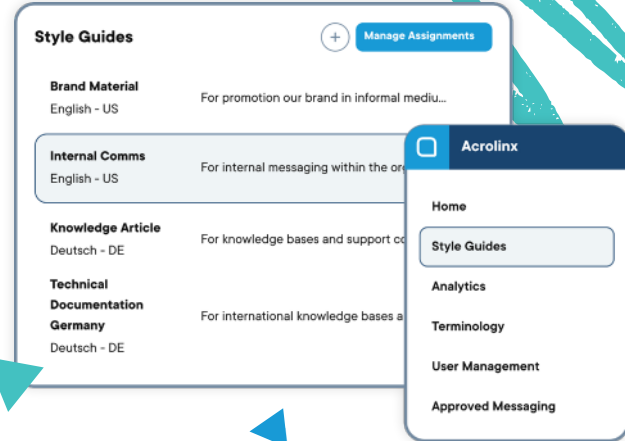 Style Guides
+ Manage Assignments
Brand Material
English - US
For promotion our brand in informal mediu...
Internal Comms
English - US
For internal messaging within the
Knowledge Article
Deutsch - DE
For knowledge bases and support
Technical
Documentation
Germany
Deutsch - DE
For international knowledge bases
Acrolinx
Home
Style Guides
Analytics
Terminology
User Management
Approved Messaging